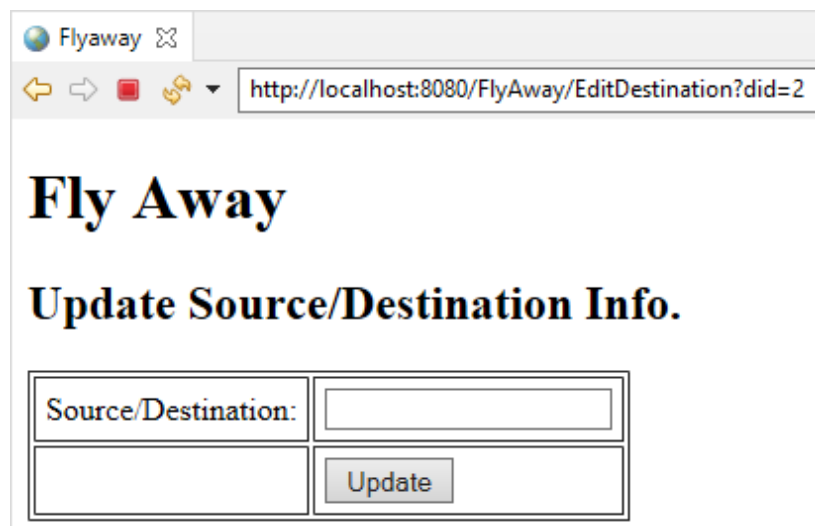 Flyaway
http://localhost:8080/FlyAway/EditDestination?did=2
Fly Away
Update Source/Destination Info.
Source/Destination:
Update